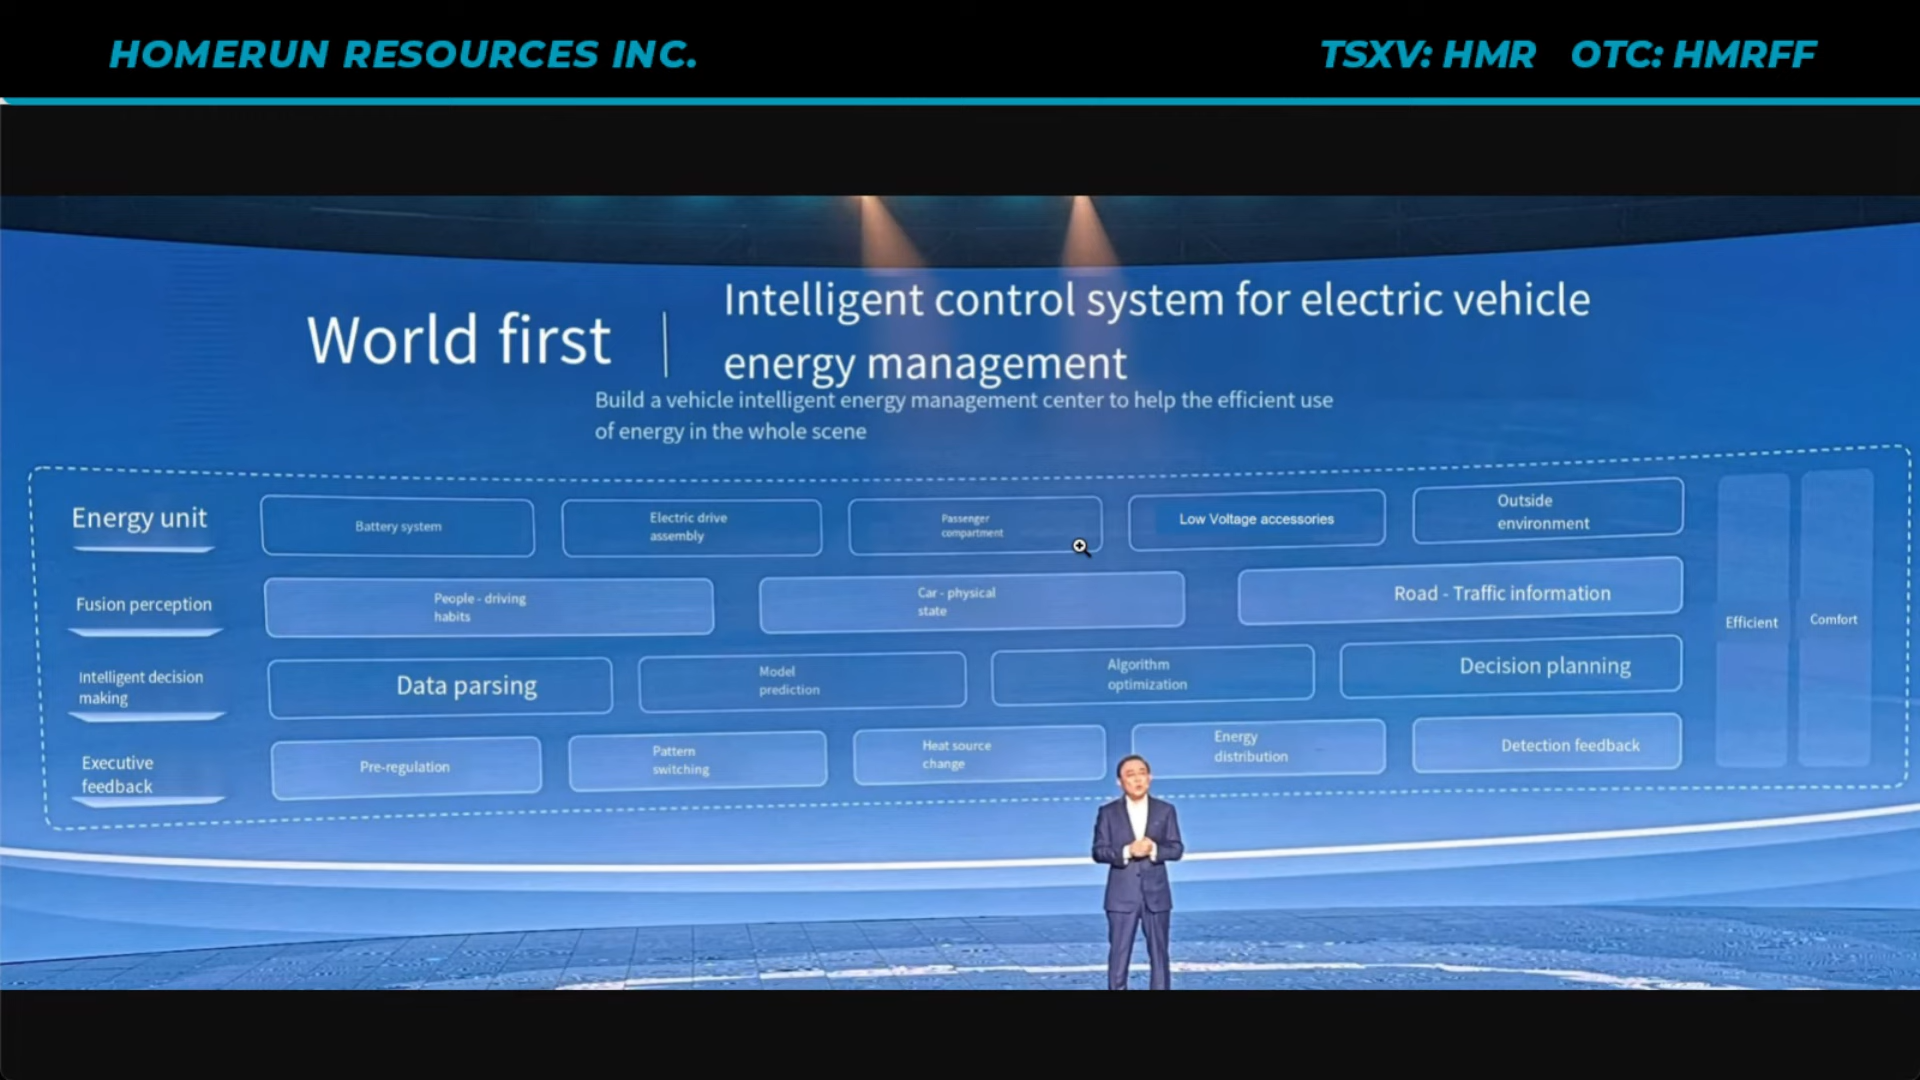 HOMERUN RESOURCES INC.
TSXV: HMR OTC: HMRFF
World first
Intelligent control system for electric vehicle
energy management
Build a vehicle intelligent energy management center to help the efficient use
of energy in the whole scene
Energy unit
Battery system
Electric drive
assembly
Passenger
compartment
Low Voltage accessories
Outside
environment
Fusion perception
People - driving
habits
Car - physical
state
Road - Traffic information
Intelligent decision
making
Data parsing
Model
prediction
Algorithm
optimization
Decision planning
Executive
feedback
Pre-regulation
Pattern
switching
Heat source
change
Energy
distribution
Detection feedback
Efficient
Comfort